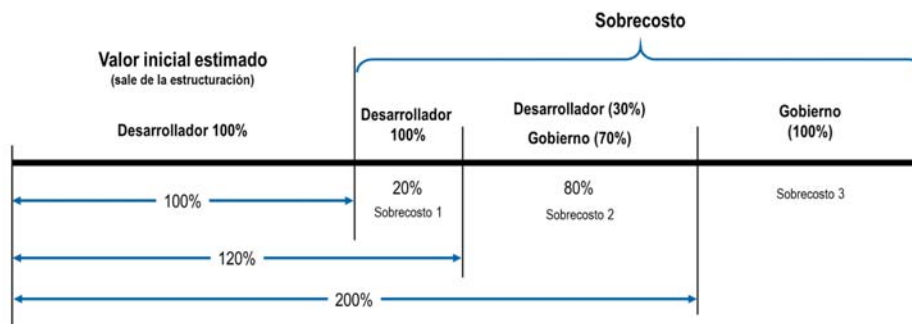 Sobrecosto
Valor inicial estimado
(sale de la estructuración)
Desarrollador 100%
Desarrollador
100%
Desarrollador (30%)
Gobierno (70%)
Gobierno
(100%)
100%
20%
Sobrecosto 1
80%
Sobrecosto 2
Sobrecosto 3
120%
200%